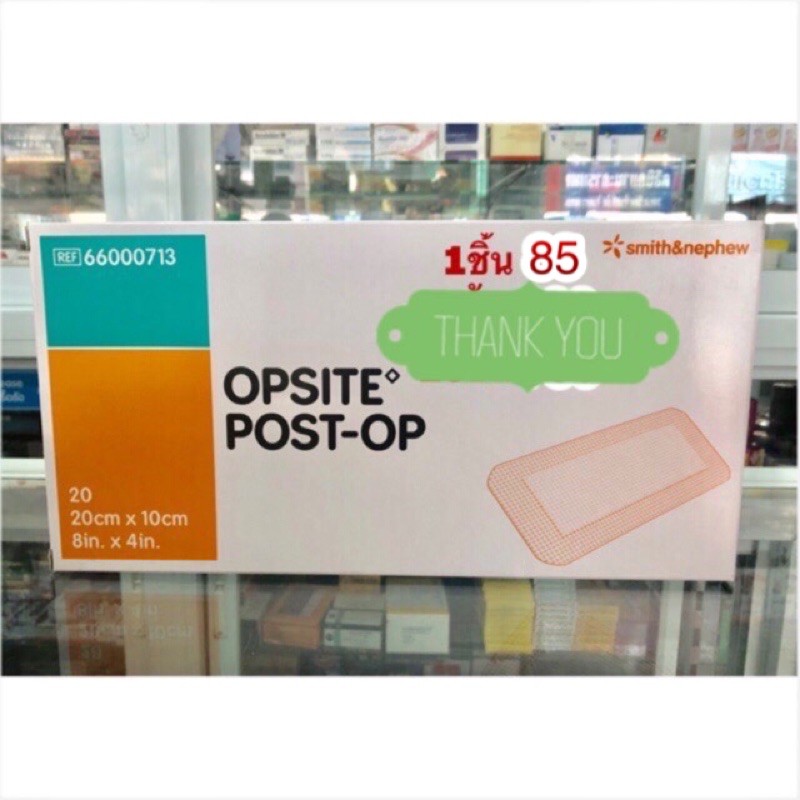 REF 66000713
1ชิ้น 85
smith&nephew
THANK YOU
OPSITE
POST-OP
20
20cm x 10cm
8in. x 4in.